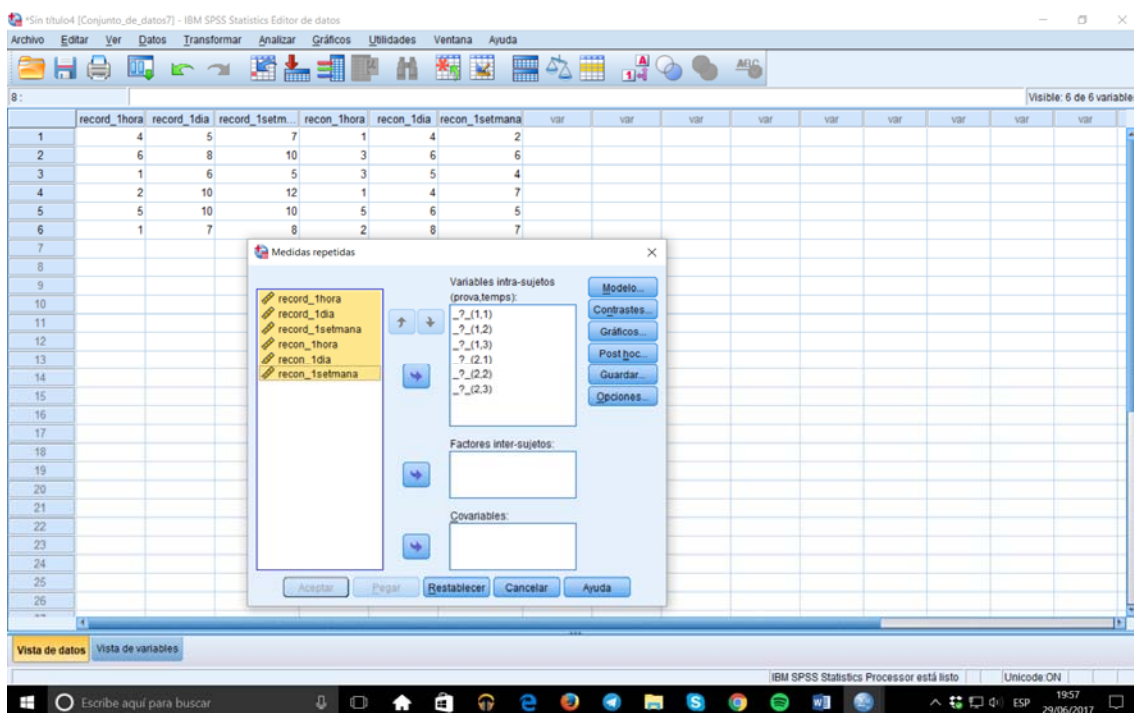 *Sin título4 [Conjunto_de_datos7] - IBM SPSS Statistics Editor de datos
Archivo Editar Ver Datos Transformar Analizar Gráficos Utilidades Ventana Ayuda
8 :
Visible: 6 de 6 variable
record_1hora record_1dia record_1setm... recon_1hora recon_1dia recon_1setmana var var var var var var var var var
1 4 5 7 1 4 2
2 6 8 10 3 6 6
3 1 6 5 3 5 4
4 2 10 12 1 4 7
5 5 10 10 5 6 5
6 1 7 8 2 8 7
7
8
9
10
11
12
13
14
15
16
17
18
19
20
21
22
23
24
25
26
Medidas repetidas
record_1hora
record_1dia
record_1setmana
recon_1hora
recon_1dia
recon_1setmana
Variables intra-sujetos
(prova,temps):
_?_(1,1)
_?_(1,2)
_?_(1,3)
_?_(2,1)
_?_(2,2)
_?_(2,3)
Factores inter-sujetos:
Covariables:
Modelo...
Contrastes...
Gráficos...
Post hoc...
Guardar...
Opciones...
Aceptar Pegar Restablecer Cancelar Ayuda
Vista de datos Vista de variables
IBM SPSS Statistics Processor está listo Unicode:ON
Escribe aquí para buscar
ESP
19:57
29/06/2017